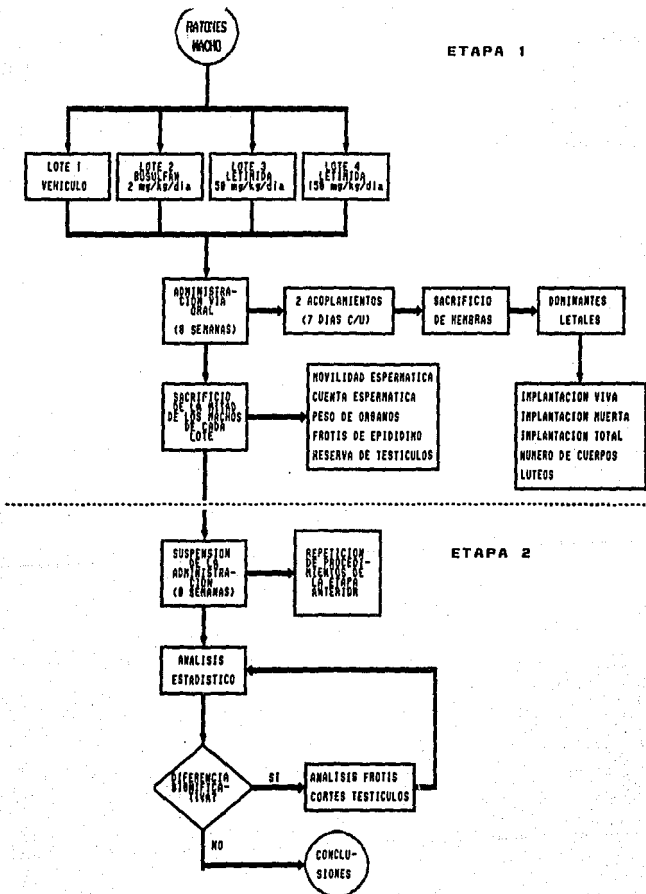 RATONES
MACHO
ETAPA 1
LOTE 1
VEHICULO
LOTE 2
BUSULFAN
2 mg/kg/dia
LOTE 3
LETIMIDA
50 mg/kg/dia
LOTE 4
LETIMIDA
150 mg/kg/dia
ADMINISTRA-
CION VIA
ORAL
(8 SEMANAS)
2 ACOPLAMIENTOS
(7 DIAS C/U)
SACRIFICIO
DE HEMBRAS
DOMINANTES
LETALES
SACRIFICIO
DE LA MITAD
DE LOS MACHOS
DE CADA
LOTE
MOVILIDAD ESPERMATICA
CUENTA ESPERMATICA
PESO DE ORGANOS
FROTIS DE EPIDIDIMO
RESERVA DE TESTICULOS
IMPLANTACION VIVA
IMPLANTACION MUERTA
IMPLANTACION TOTAL
NUMERO DE CUERPOS
LUTEOS
ETAPA 2
SUSPENSION
DE LA
ADMINISTRA-
CION
(8 SEMANAS)
REPETICION
DE PROCEDI-
MIENTOS DE
LA ETAPA
ANTERIOR
ANALISIS
ESTADISTICO
DIFERENCIA
SIGNIFICA-
TIVA?
SI
ANALISIS FROTIS
CORTES TESTICULOS
NO
CONCLU-
SIONES